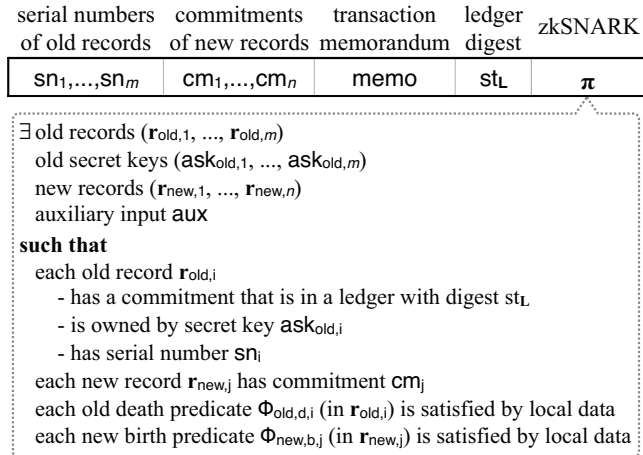 serial numbers commitments transaction ledger zkSNARK
of old records of new records memorandum digest
sn1,...,snm cm1,...,cmn memo stL π
∃ old records (rold,1, ..., rold,m)
old secret keys (askold,1, ..., askold,m)
new records (rnew,1, ..., rnew,n)
auxiliary input aux
such that
each old record rold,i
- has a commitment that is in a ledger with digest stL
- is owned by secret key askold,i
- has serial number sni
each new record rnew,j has commitment cmj
each old death predicate Φold,d,i (in rold,i) is satisfied by local data
each new birth predicate Φnew,b,j (in rnew,j) is satisfied by local data